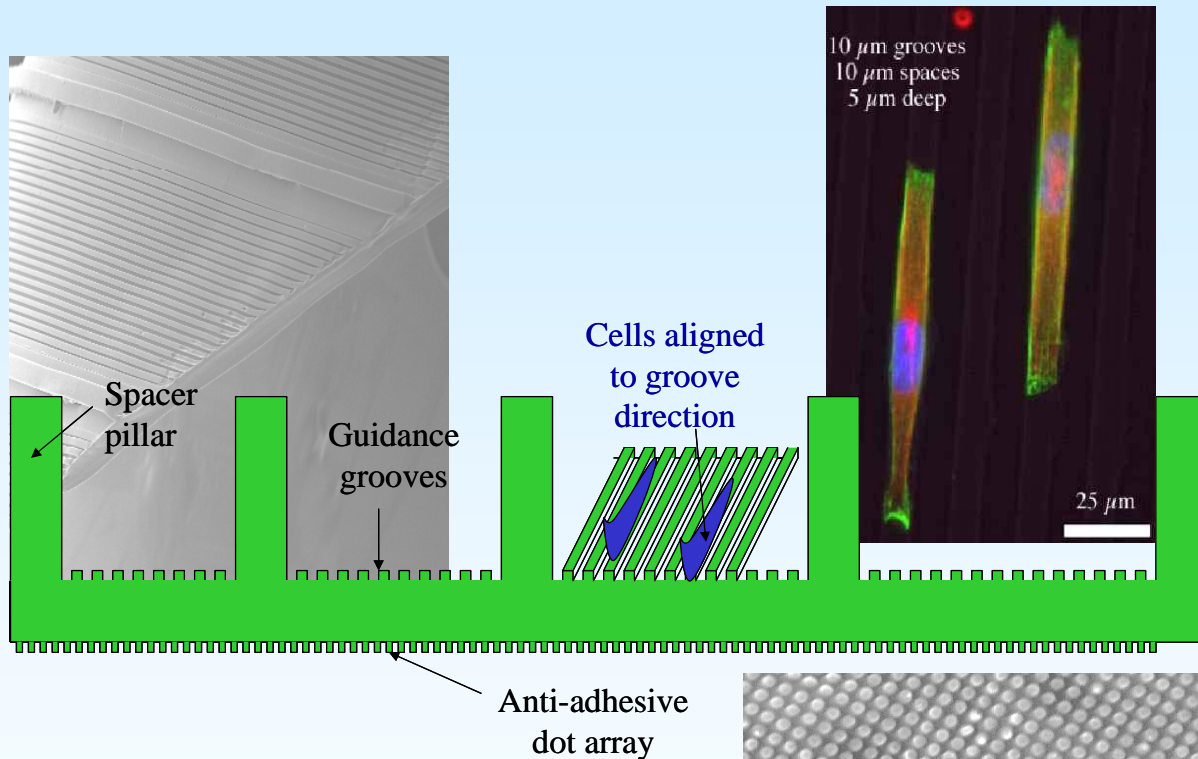 10 µm grooves
10 µm spaces
5 µm deep
Cells aligned
to groove
direction
Spacer
pillar
Guidance
grooves
25 µm
Anti-adhesive
dot array